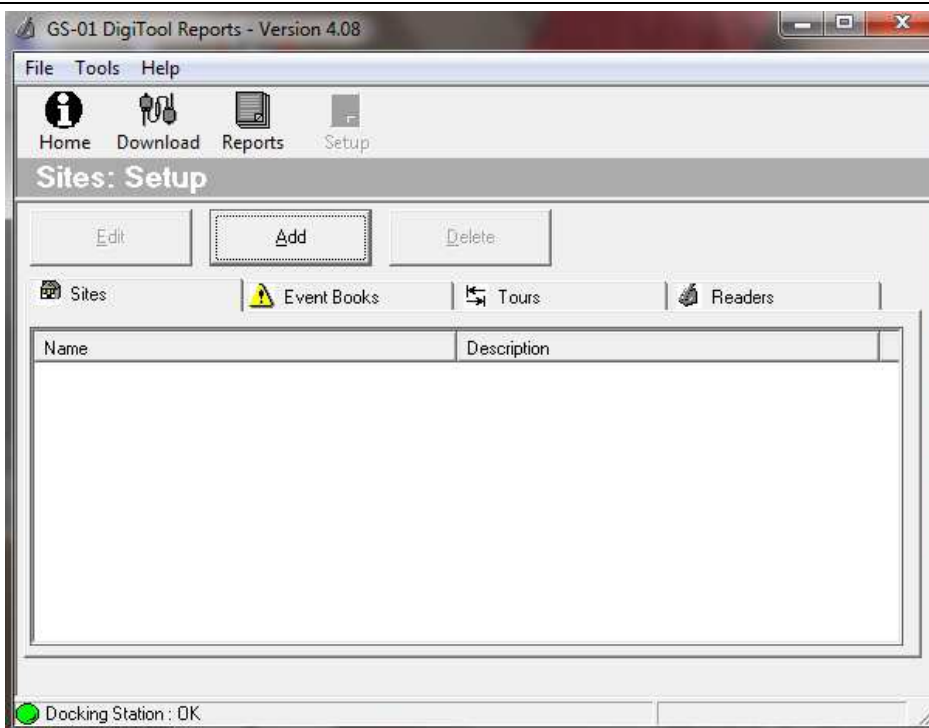 GS-01 DigiTool Reports - Version 4.08
File Tools Help
Home Download Reports Setup
Sites: Setup
Edit Add Delete
Sites Event Books Tours Readers
Name Description
Docking Station : OK